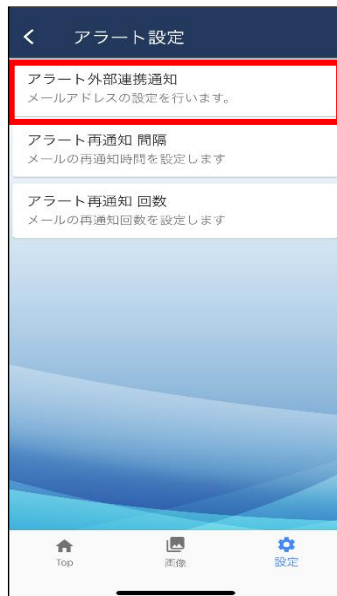 アラート設定
アラート外部連携通知
メールアドレスの設定を行います。
アラート再通知 間隔
メールの再通知時間を設定します
アラート再通知 回数
メールの再通知回数を設定します
Top
画像
設定